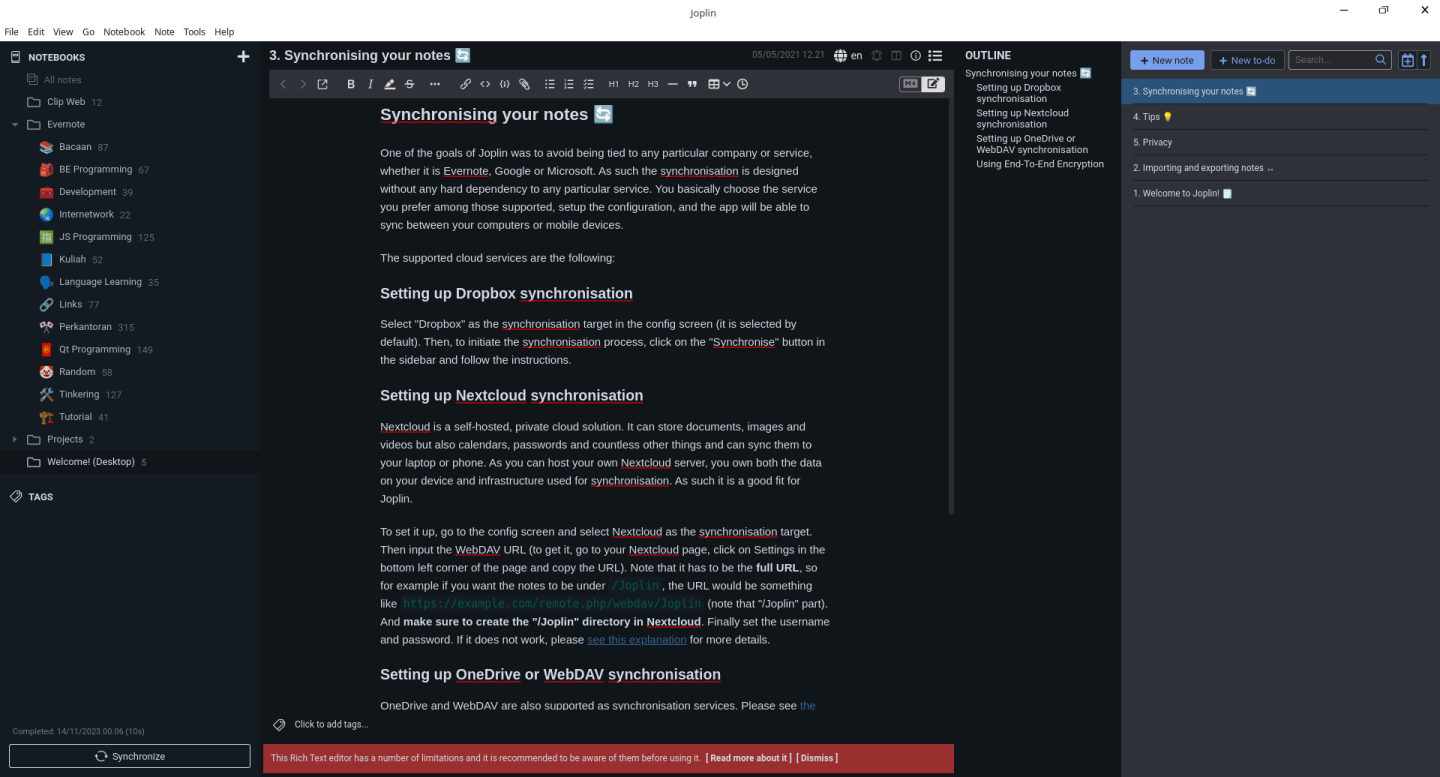 Joplin
File Edit View Go Notebook Note Tools Help
NOTEBOOKS
All notes
Clip Web 12
Evernote
Bacaan 87
BE Programming 67
Development 39
Internetwork 22
JS Programming 125
Kuliah 52
Language Learning 35
Links 77
Perkantoran 315
Qt Programming 149
Random 58
Tinkering 127
Tutorial 41
Projects 2
Welcome! (Desktop) 5
TAGS
Completed: 14/11/2023 00.06 (10s)
Synchronize
3. Synchronising your notes 🔄
05/05/2021 12.21
en
B I S H1 H2 H3
Synchronising your notes 🔄
One of the goals of Joplin was to avoid being tied to any particular company or service,
whether it is Evernote, Google or Microsoft. As such the synchronisation is designed
without any hard dependency to any particular service. You basically choose the service
you prefer among those supported, setup the configuration, and the app will be able to
sync between your computers or mobile devices.
The supported cloud services are the following:
Setting up Dropbox synchronisation
Select "Dropbox" as the synchronisation target in the config screen (it is selected by
default). Then, to initiate the synchronisation process, click on the "Synchronise" button in
the sidebar and follow the instructions.
Setting up Nextcloud synchronisation
Nextcloud is a self-hosted, private cloud solution. It can store documents, images and
videos but also calendars, passwords and countless other things and can sync them to
your laptop or phone. As you can host your own Nextcloud server, you own both the data
on your device and infrastructure used for synchronisation. As such it is a good fit for
Joplin.
To set it up, go to the config screen and select Nextcloud as the synchronisation target.
Then input the WebDAV URL (to get it, go to your Nextcloud page, click on Settings in the
bottom left corner of the page and copy the URL). Note that it has to be the full URL, so
for example if you want the notes to be under /Joplin, the URL would be something
like https://example.com/remote.php/webdav/Joplin (note that "/Joplin" part).
And make sure to create the "/Joplin" directory in Nextcloud. Finally set the username
and password. If it does not work, please see this explanation for more details.
Setting up OneDrive or WebDAV synchronisation
OneDrive and WebDAV are also supported as synchronisation services. Please see the
Click to add tags...
This Rich Text editor has a number of limitations and it is recommended to be aware of them before using it. [ Read more about it ] [ Dismiss ]
OUTLINE
Synchronising your notes 🔄
Setting up Dropbox
synchronisation
Setting up Nextcloud
synchronisation
Setting up OneDrive or
WebDAV synchronisation
Using End-To-End Encryption
+ New note
+ New to-do
Search...
3. Synchronising your notes 🔄
4. Tips 💡
5. Privacy
2. Importing and exporting notes ↔
1. Welcome to Joplin! 🗒️